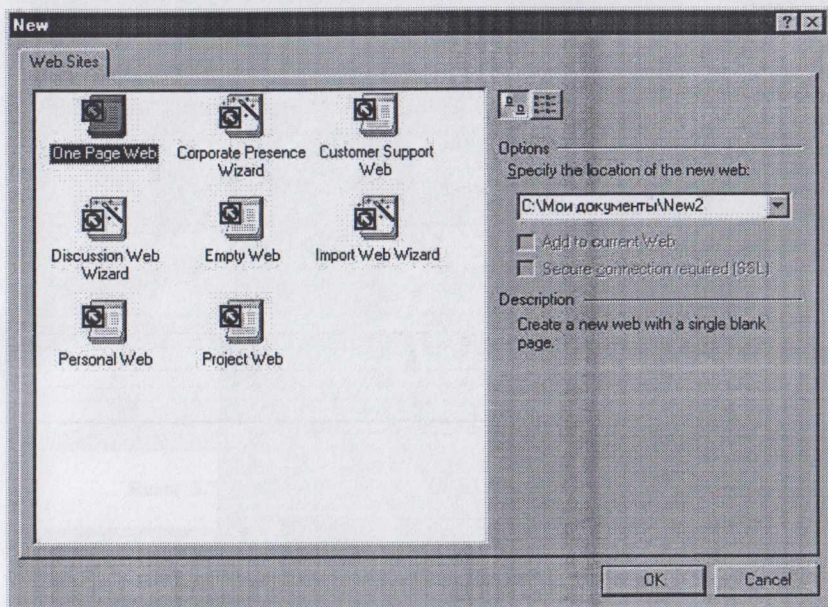 New
Web Sites
One Page Web
Corporate Presence
Wizard
Customer Support
Web
Discussion Web
Wizard
Empty Web
Import Web Wizard
Personal Web
Project Web
Options
Specify the location of the new web:
C:\Мои документы\New2
Add to current Web
Secure connection required (SSL)
Description
Create a new web with a single blank
page.
OK
Cancel